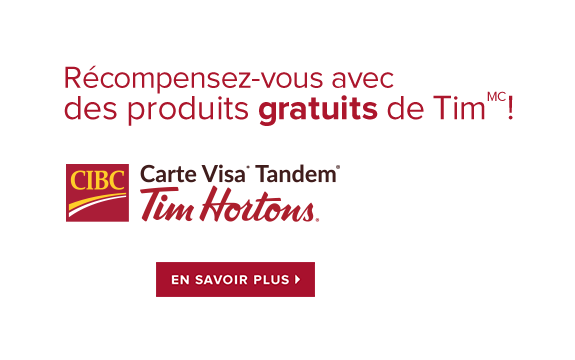 Récompensez-vous avec
des produits gratuits de Tim^MC!
CIBC
Carte Visa* Tandem®
Tim Hortons®
EN SAVOIR PLUS